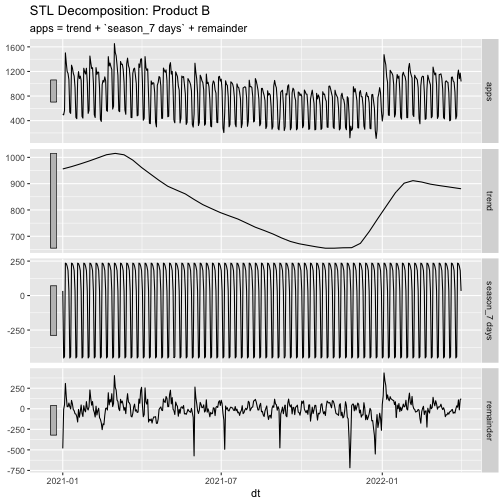 STL Decomposition: Product B
apps = trend + `season_7 days` + remainder
1600
1200
800
400
apps
1000
900
800
700
trend
250
0
-250
season_7 days
250
0
-250
-500
-750
remainder
2021-01
2021-07
2022-01
dt